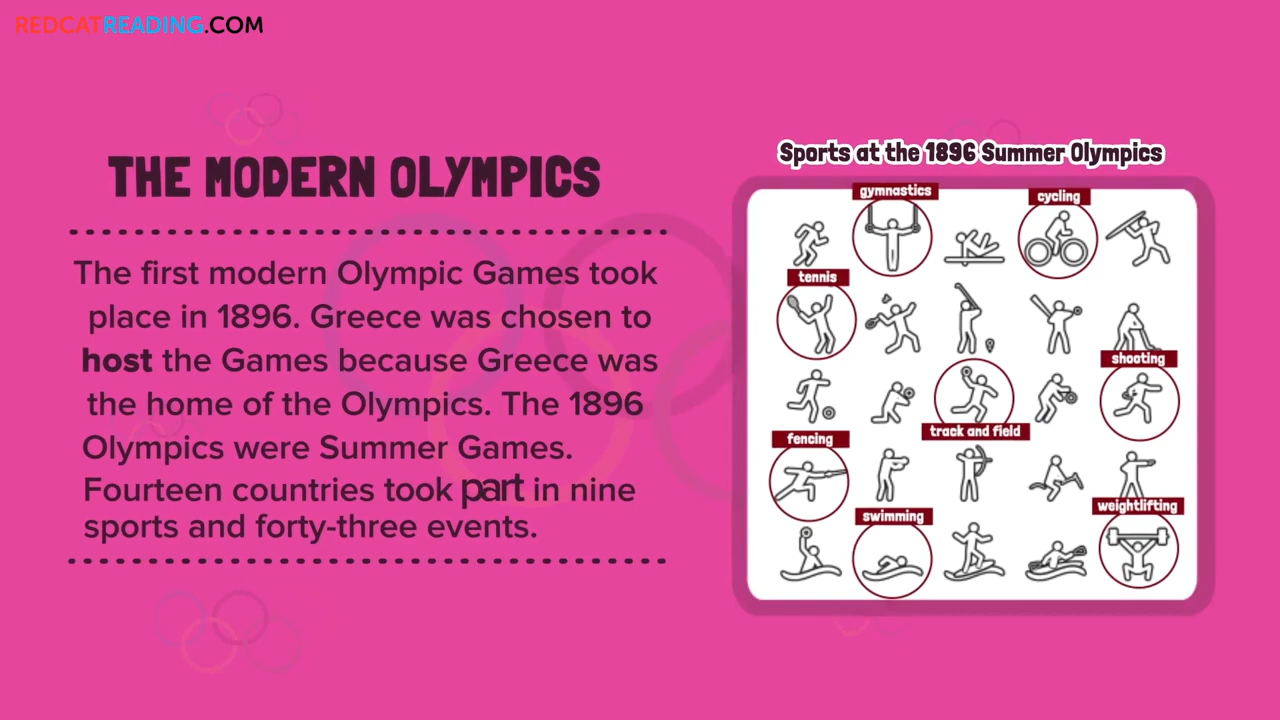 REDCATREADING.COM
THE MODERN OLYMPICS
The first modern Olympic Games took
place in 1896. Greece was chosen to
host the Games because Greece was
the home of the Olympics. The 1896
Olympics were Summer Games.
Fourteen countries took part in nine
sports and forty-three events.
Sports at the 1896 Summer Olympics
gymnastics
cycling
tennis
shooting
track and field
fencing
weightlifting
swimming